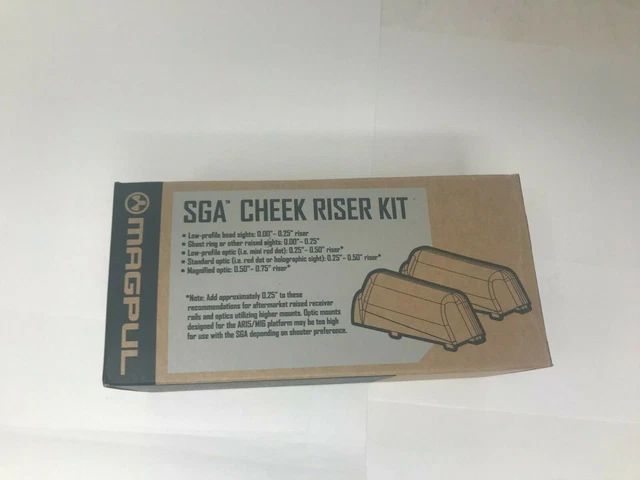 MAGPUL
SGA™ CHEEK RISER KIT
• Low-profile bead sights: 0.00" - 0.25" riser
• Ghost ring or other raised sights: 0.00" - 0.25"
• Low-profile optic (i.e. mini red dot): 0.25" - 0.50" riser*
• Standard optic (i.e. red dot or holographic sight): 0.25" - 0.50" riser*
• Magnified optic: 0.50" - 0.75" riser*
*Note: Add approximately 0.25" to these
recommendations for aftermarket raised receiver
rails and optics utilizing higher mounts. Optic mounts
designed for the AR15/M16 platform may be too high
for use with the SGA depending on shooter preference.